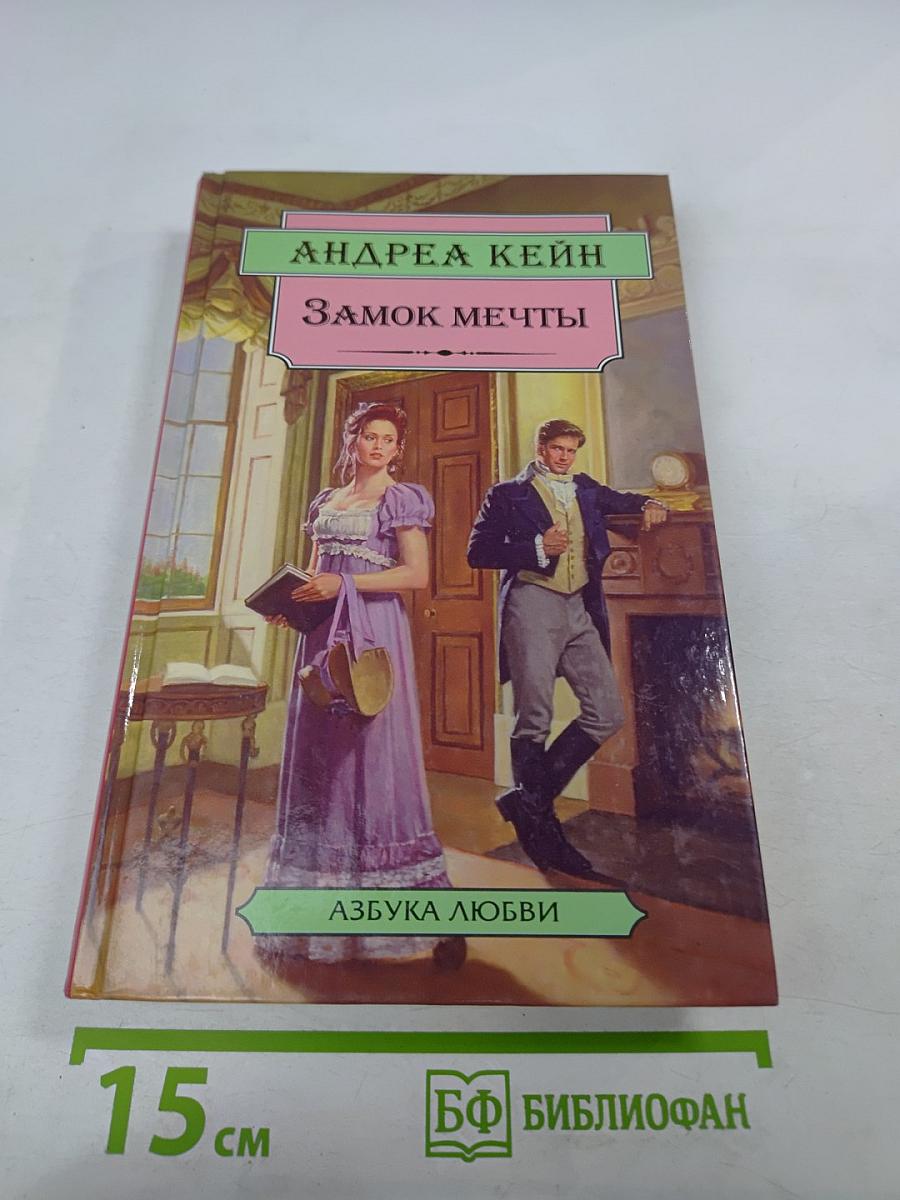 АНДРЕА КЕЙН
ЗАМОК МЕЧТЫ
АЗБУКА ЛЮБВИ
15 см
БФ БИБЛИОФАН